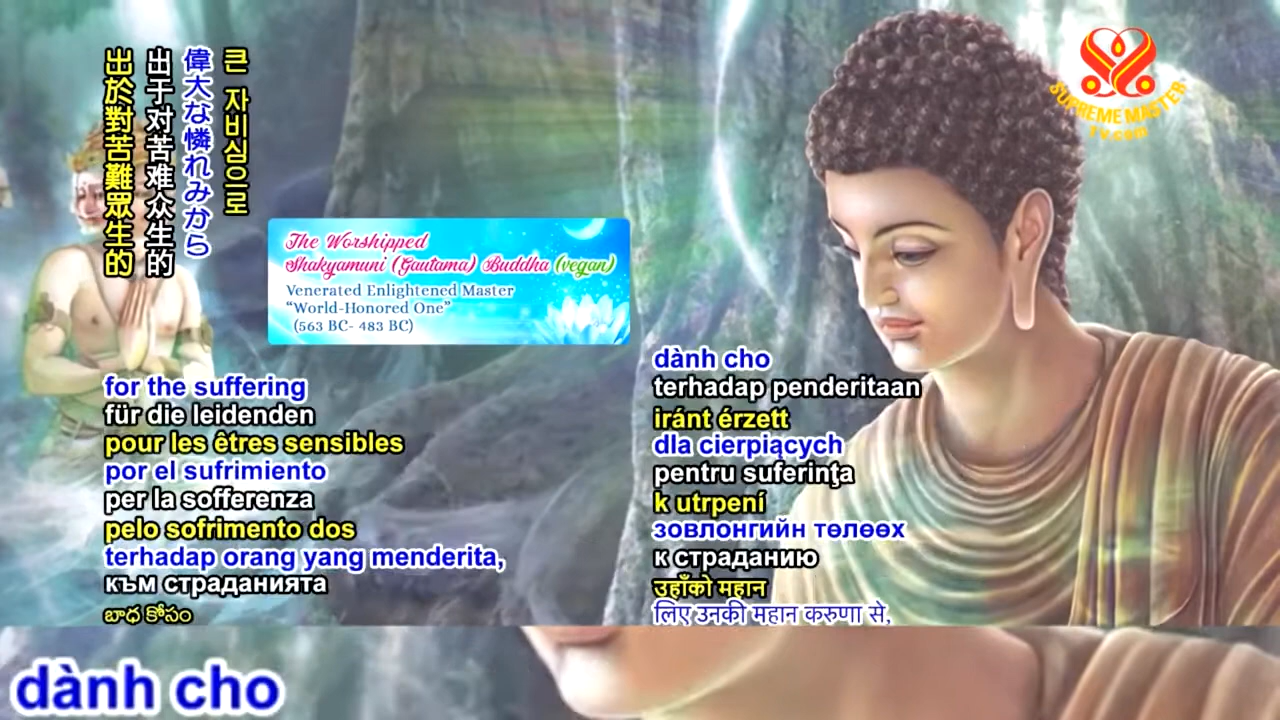 큰 자비심으로
偉大な憐れみから
出于对苦难众生的
出於對苦難眾生的
SUPREME MASTER
TV.com
The Worshipped
Shakyamuni (Gautama) Buddha (vegan)
Venerated Enlightened Master
“World-Honored One”
(563 BC- 483 BC)
for the suffering
für die leidenden
pour les êtres sensibles
por el sufrimiento
per la sofferenza
pelo sofrimento dos
terhadap orang yang menderita,
към страданията
బాధ కోసం
dành cho
terhadap penderitaan
iránt érzett
dla cierpiących
pentru suferinţa
k utrpení
зовлонгийн төлөөх
к страданию
उहाँको महान
लिए उनकी महान करुणा से,
dành cho